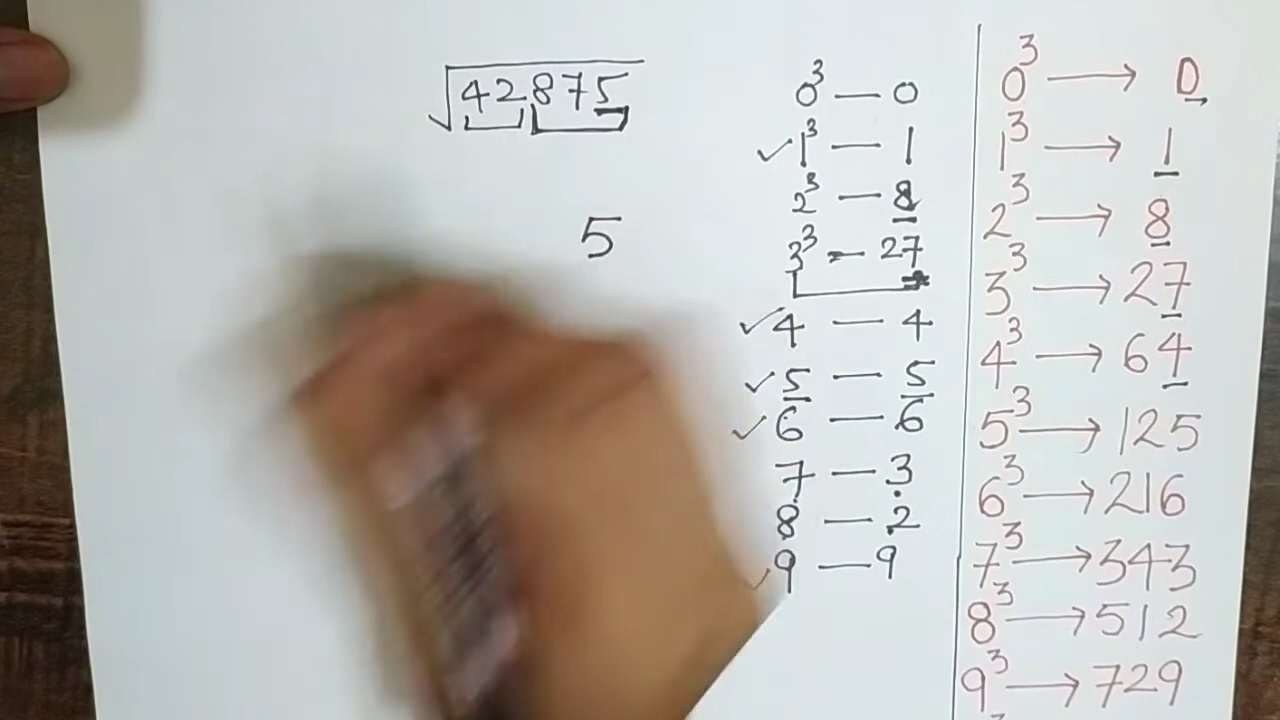 √42875
5
0³ — 0
✓ 1³ — 1
2³ — 8
3³ — 27
✓ 4 — 4
✓ 5 — 5
✓ 6 — 6
7 — 3
8 — 2
✓ 9 — 9
0³ → 0
1³ → 1
2³ → 8
3³ → 27
4³ → 64
5³ → 125
6³ → 216
7³ → 343
8³ → 512
9³ → 729